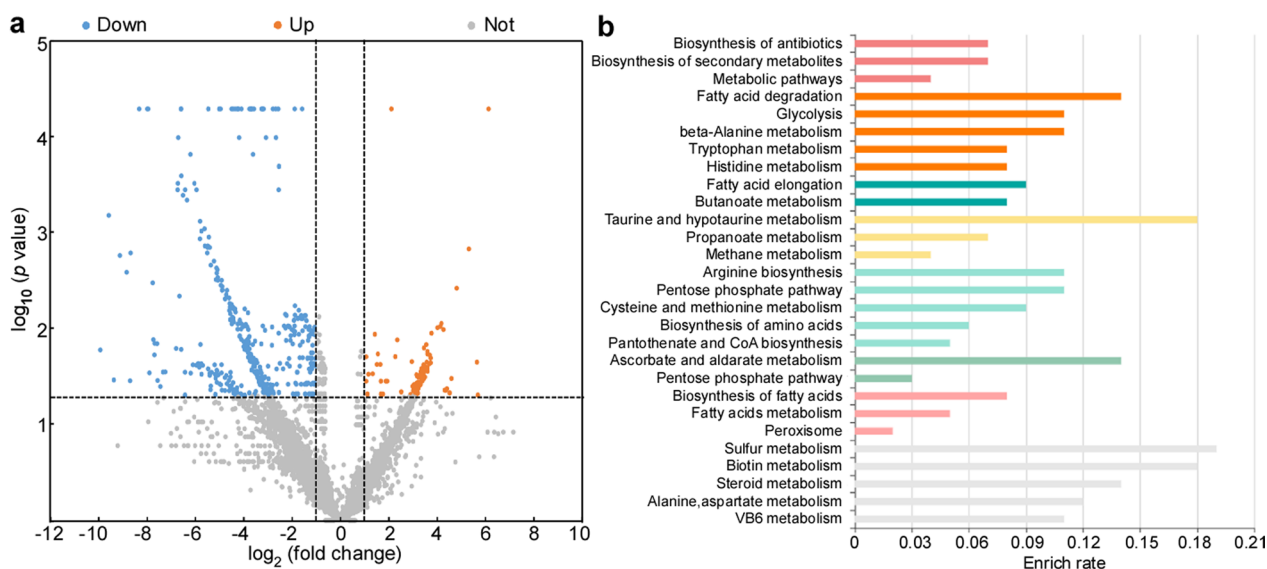 a
Down
Up
Not
log10 (p value)
5
4
3
2
1
-12
-10
-8
-6
-4
-2
0
2
4
6
8
10
log2 (fold change)
b
Biosynthesis of antibiotics
Biosynthesis of secondary metabolites
Metabolic pathways
Fatty acid degradation
Glycolysis
beta-Alanine metabolism
Tryptophan metabolism
Histidine metabolism
Fatty acid elongation
Butanoate metabolism
Taurine and hypotaurine metabolism
Propanoate metabolism
Methane metabolism
Arginine biosynthesis
Pentose phosphate pathway
Cysteine and methionine metabolism
Biosynthesis of amino acids
Pantothenate and CoA biosynthesis
Ascorbate and aldarate metabolism
Pentose phosphate pathway
Biosynthesis of fatty acids
Fatty acids metabolism
Peroxisome
Sulfur metabolism
Biotin metabolism
Steroid metabolism
Alanine,aspartate metabolism
VB6 metabolism
0
0.03
0.06
0.09
0.12
0.15
0.18
0.21
Enrich rate